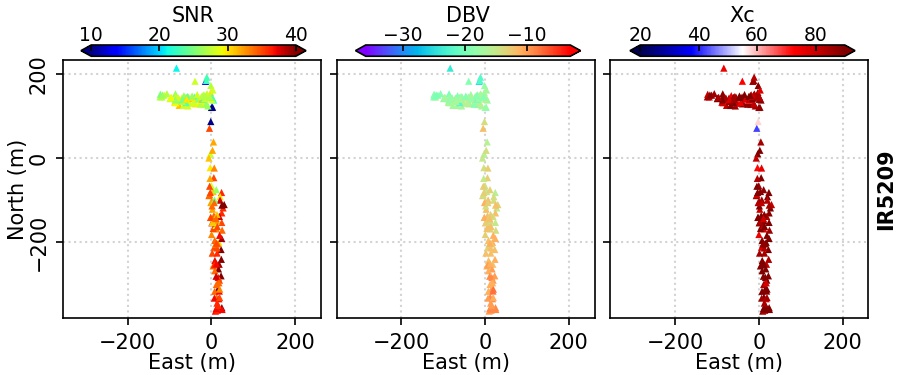 SNR DBV Xc
10 20 30 40 −30 −20 −10 20 40 60 80
200
0
−200
North (m)
IR5209
−200 0 200 −200 0 200 −200 0 200
East (m) East (m) East (m)